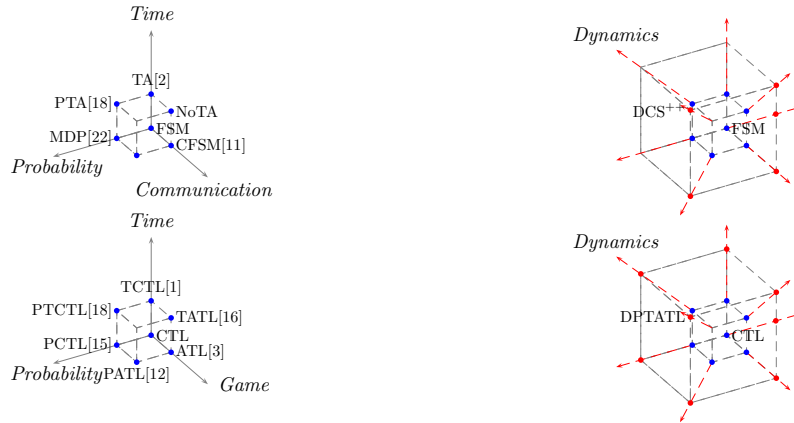 Time
TA[2]
PTA[18]
NoTA
FSM
MDP[22]
CFSM[11]
Probability
Communication
Dynamics
DCS++
FSM
Time
TCTL[1]
PTCTL[18]
TATL[16]
CTL
PCTL[15]
ATL[3]
Probability
PATL[12]
Game
Dynamics
DPTATL
CTL